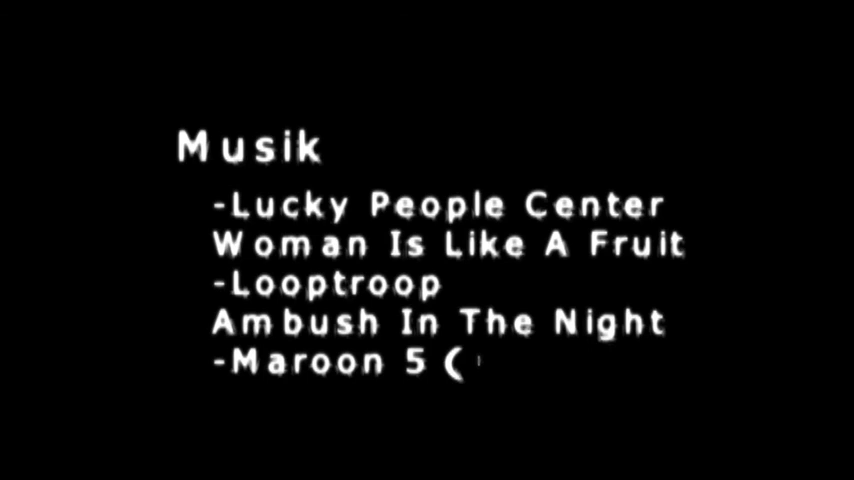 Musik
-Lucky People Center
Woman Is Like A Fruit
-Looptroop
Ambush In The Night
-Maroon 5 (